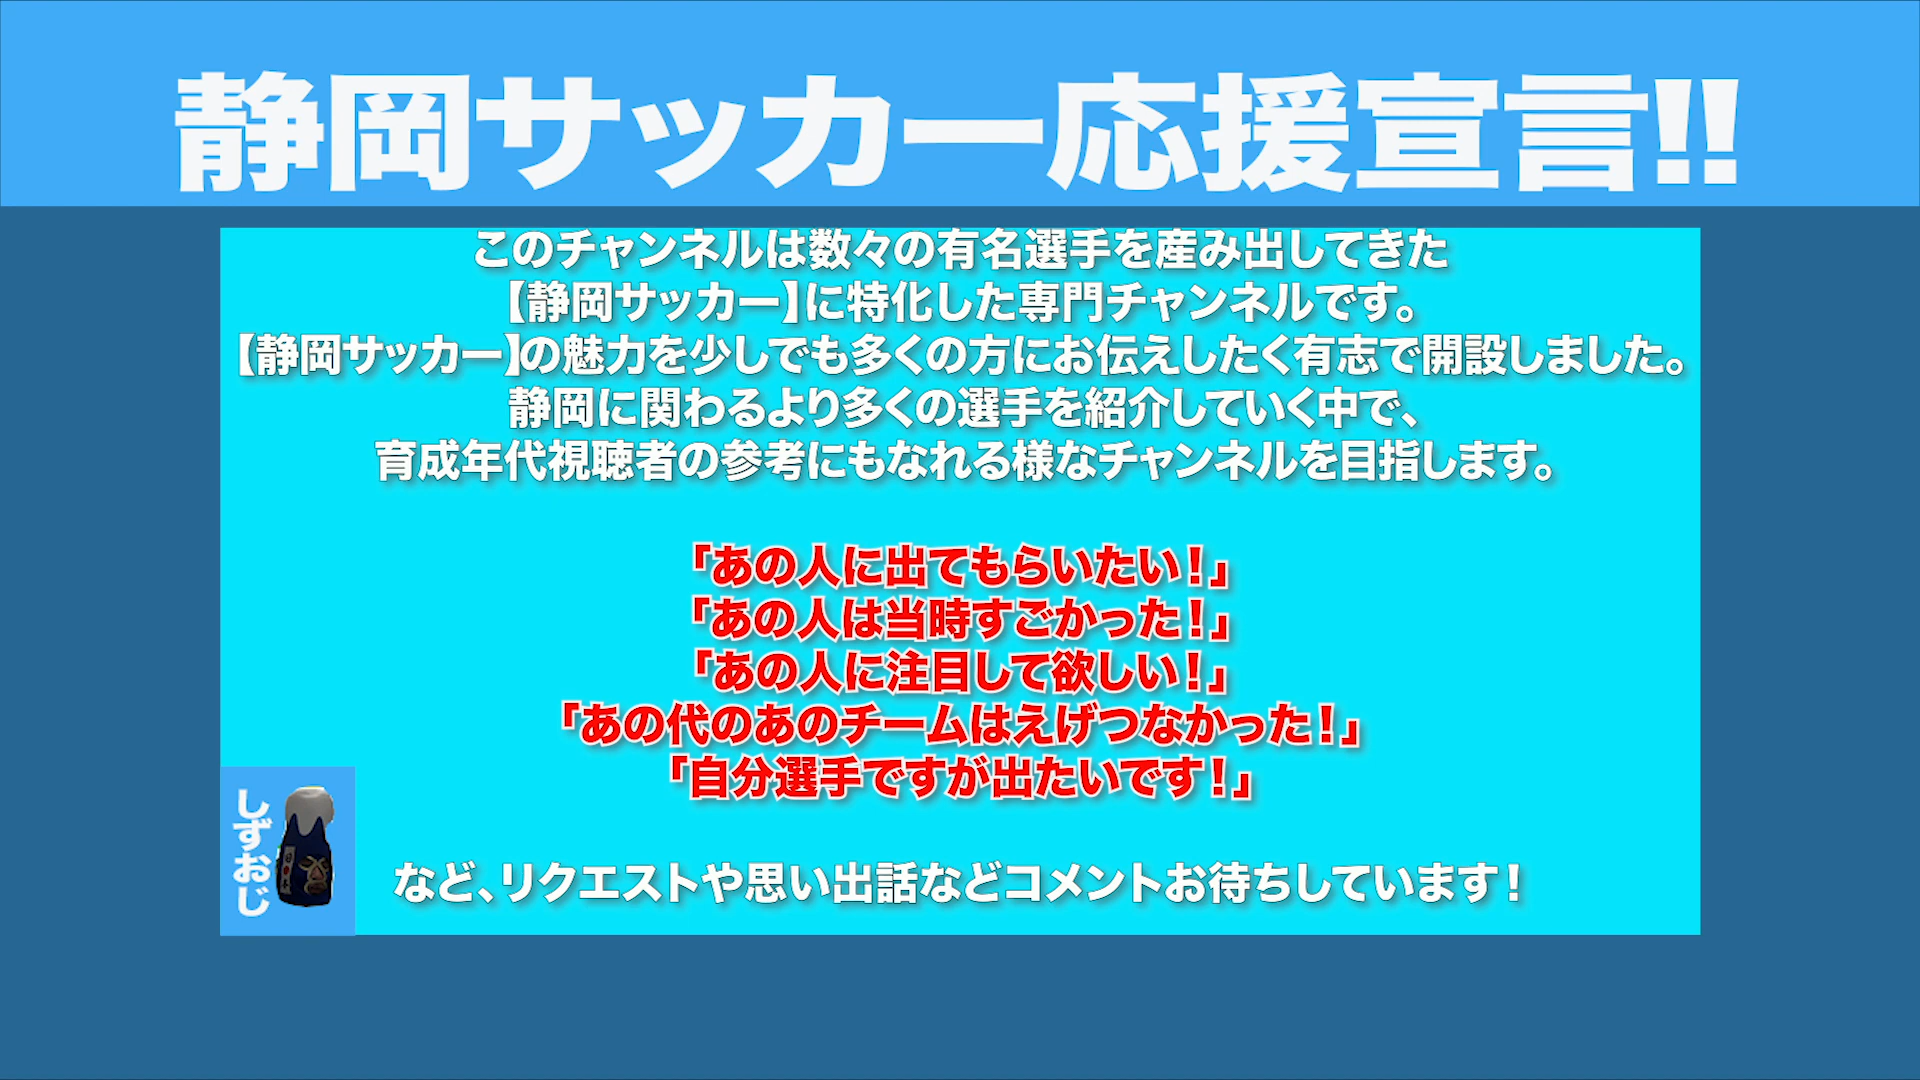 静岡サッカー応援宣言!!
このチャンネルは数々の有名選手を産み出してきた
【静岡サッカー】に特化した専門チャンネルです。
【静岡サッカー】の魅力を少しでも多くの方にお伝えしたく有志で開設しました。
静岡に関わるより多くの選手を紹介していく中で、
育成年代視聴者の参考にもなれる様なチャンネルを目指します。
「あの人に出てもらいたい！」
「あの人は当時すごかった！」
「あの人に注目して欲しい！」
「あの代のあのチームはえげつなかった！」
「自分選手ですが出たいです！」
しずおじ
など、リクエストや思い出話などコメントお待ちしています！